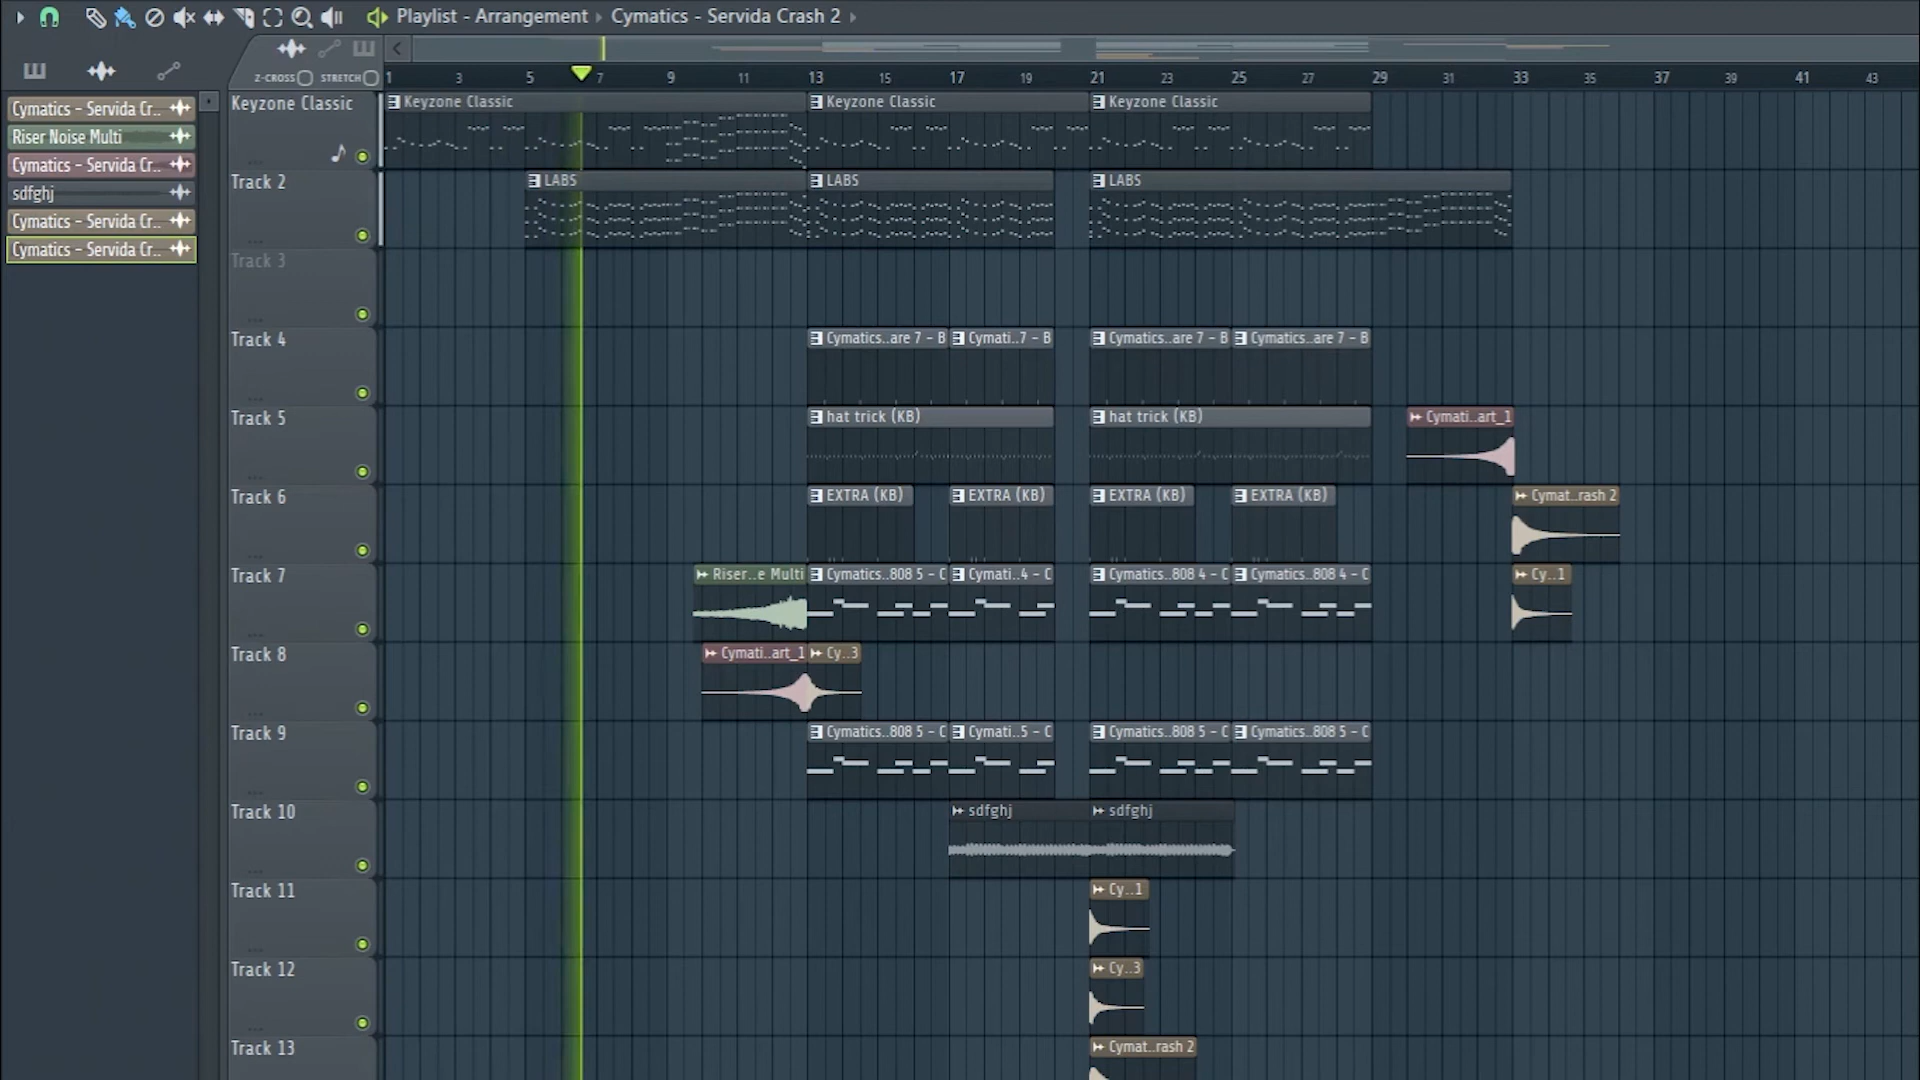 Playlist - Arrangement › Cymatics - Servida Crash 2 ›
Z-CROSS STRETCH
1 3 5 7 9 11 13 15 17 19 21 23 25 27 29 31 33 35 37 39 41 43
Cymatics - Servida Cr..
Riser Noise Multi
Cymatics - Servida Cr..
sdfghj
Cymatics - Servida Cr..
Cymatics - Servida Cr..
Keyzone Classic
Keyzone Classic Keyzone Classic Keyzone Classic
Track 2
LABS LABS LABS
Track 3
Track 4
Cymatics..are 7 - B Cymati..7 - B Cymatics..are 7 - B Cymatics..are 7 - B
Track 5
hat trick (KB) hat trick (KB) Cymati..art_1
Track 6
EXTRA (KB) EXTRA (KB) EXTRA (KB) EXTRA (KB) Cymat..rash 2
Track 7
Riser..e Multi Cymatics..808 5 - C Cymati..4 - C Cymatics..808 4 - C Cymatics..808 4 - C Cy..1
Track 8
Cymati..art_1 Cy..3
Track 9
Cymatics..808 5 - C Cymati..5 - C Cymatics..808 5 - C Cymatics..808 5 - C
Track 10
sdfghj sdfghj
Track 11
Cy..1
Track 12
Cy..3
Track 13
Cymat..rash 2